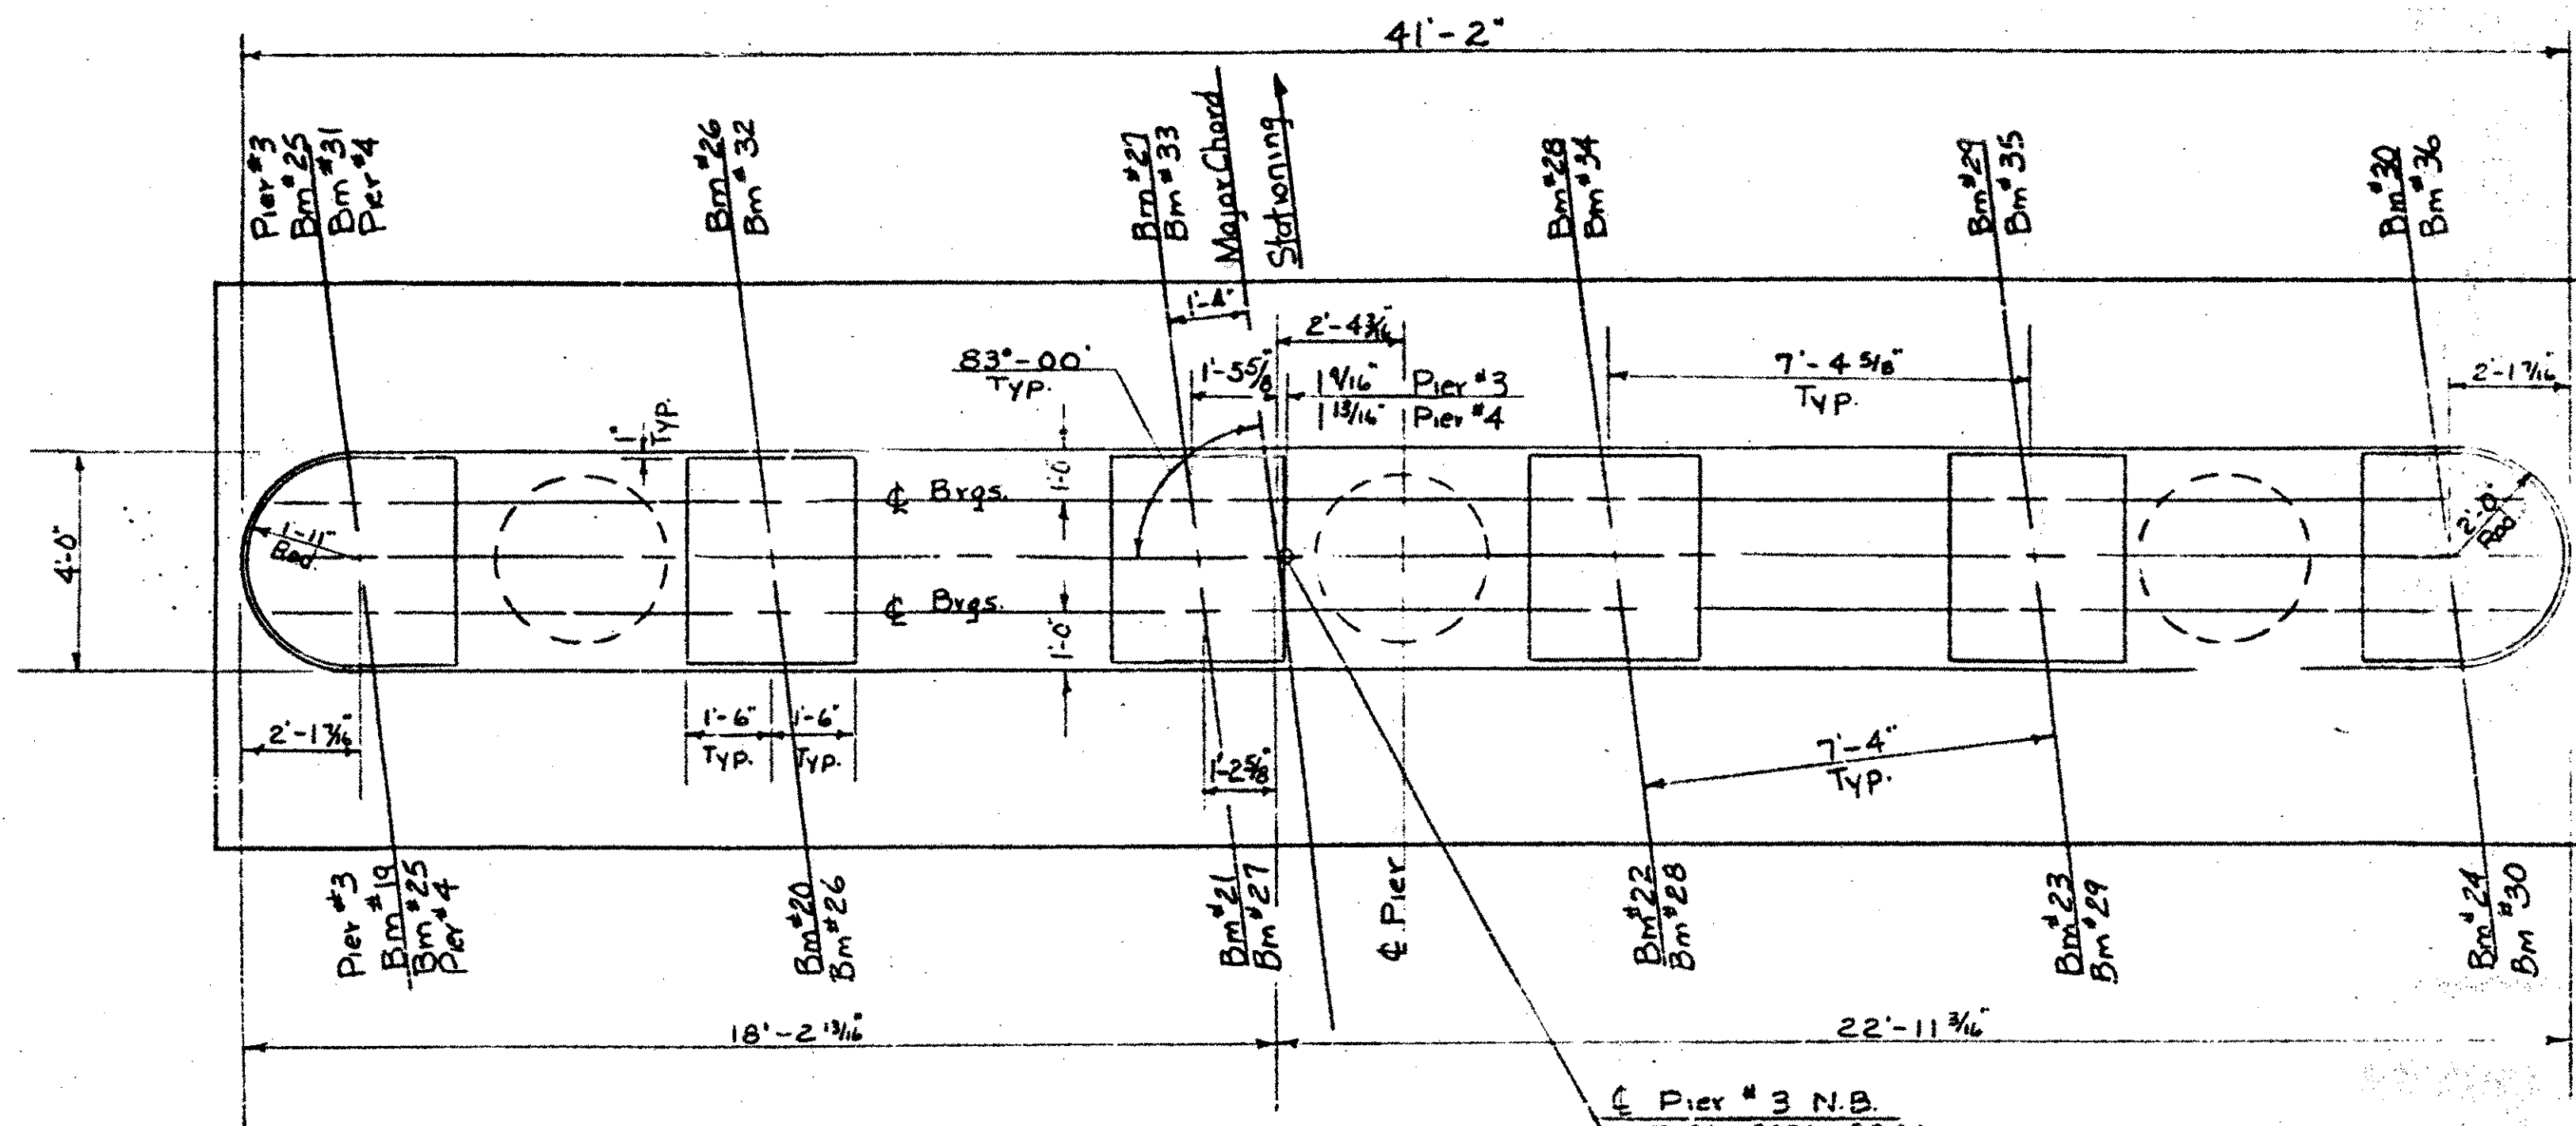 41'-2"
Pier #3
Bm #25
Bm #31
Pier #4
Bm #26
Bm #32
Bm #27
Bm #33
Major Chord
Stationing
Bm #28
Bm #34
Bm #29
Bm #35
Bm #30
Bm #36
1'-4"
2'-4 3/16"
83°-00'
TYP.
1'-5 5/8"
1 9/16" Pier #3
1 13/16" Pier #4
7'-4 5/8"
TYP.
2'-1 7/16"
1"
TYP.
1'-0"
℄ Brgs.
4'-0"
1'-11"
Rad.
2'-0"
Rad.
℄ Brgs.
1'-0"
2'-1 7/16"
1'-6"
TYP.
1'-6"
TYP.
1'-2 5/8"
7'-4"
TYP.
Pier #3
Bm #19
Bm #25
Pier #4
Bm #20
Bm #26
Bm #21
Bm #27
℄ Pier
Bm #22
Bm #28
Bm #23
Bm #29
Bm #24
Bm #30
18'-2 13/16"
22'-11 3/16"
℄ Pier #3 N.B.